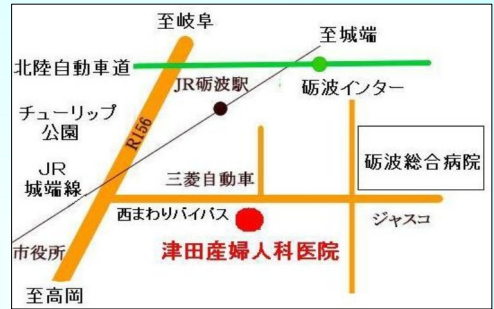 至岐阜
至城端
北陸自動車道
JR砺波駅
砺波インター
チューリップ
公園
R156
JR
城端線
三菱自動車
砺波総合病院
西まわりバイパス
ジャスコ
市役所
津田産婦人科医院
至高岡